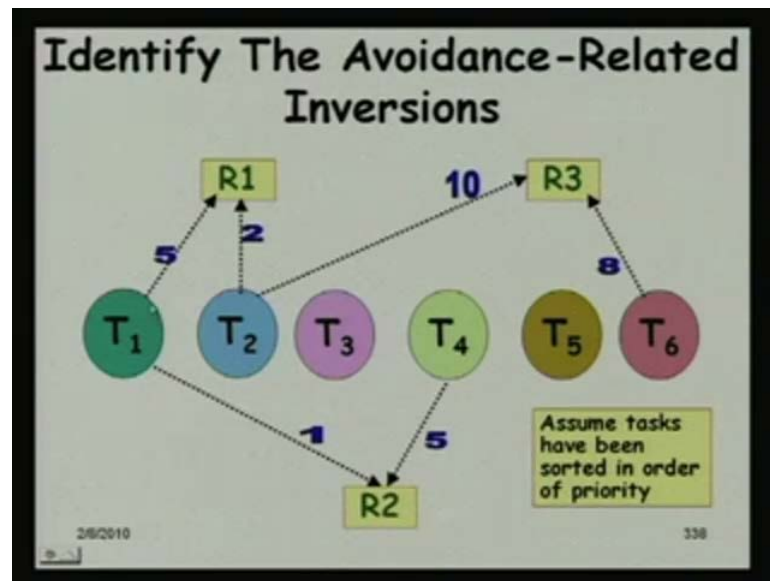 Identify The Avoidance-Related
Inversions
R1
10
R3
5
2
8
T1
T2
T3
T4
T5
T6
1
5
Assume tasks
have been
sorted in order
of priority
R2
2/6/2010
338